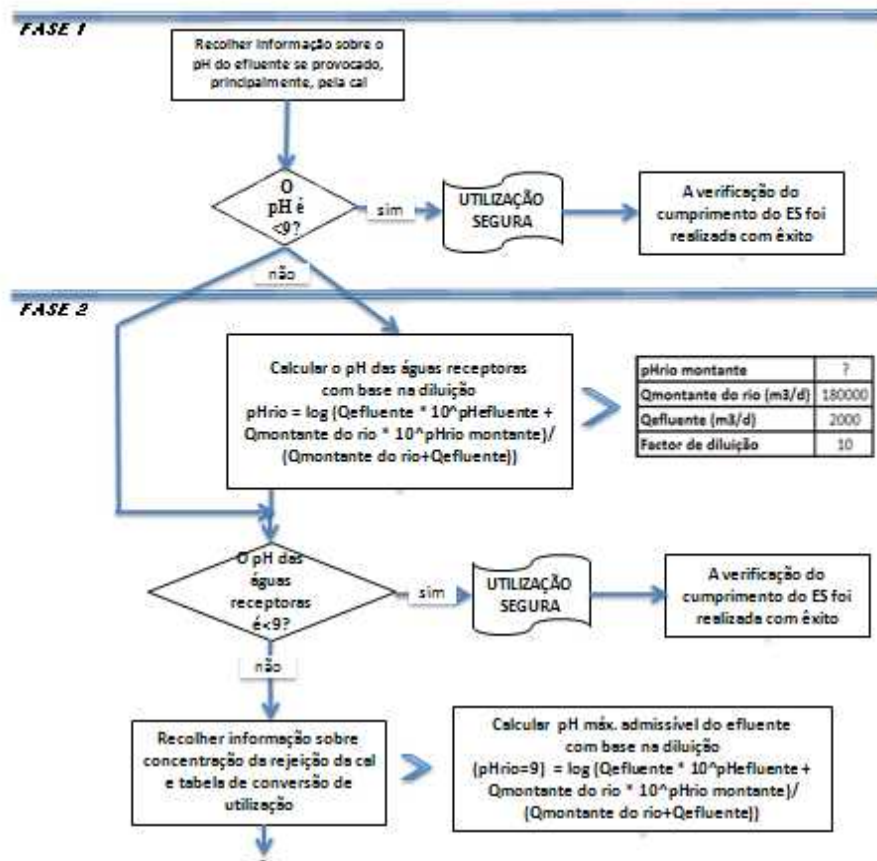 FASE 1
Recolher informação sobre o
pH do efluente se provocado,
principalmente, pela cal
O
pH é
<9?
sim
UTILIZAÇÃO
SEGURA
A verificação do
cumprimento do ES foi
realizada com êxito
não
FASE 2
Calcular o pH das águas receptoras
com base na diluição
pHrio = log (Qefluente * 10^pHefluente +
Qmontante do rio * 10^pHrio montante)/
(Qmontante do rio+Qefluente))
pHrio montante ?
Qmontante do rio (m3/d) 180000
Qefluente (m3/d) 2000
Factor de diluição 10
O pH das
águas
receptoras
é<9?
sim
UTILIZAÇÃO
SEGURA
A verificação do
cumprimento do ES foi
realizada com êxito
não
Recolher informação sobre
concentração da rejeição da cal
e tabela de conversão de
utilização
Calcular pH máx. admissível do efluente
com base na diluição
(pHrio=9) = log (Qefluente * 10^pHefluente +
Qmontante do rio * 10^pHrio montante)/
(Qmontante do rio+Qefluente))